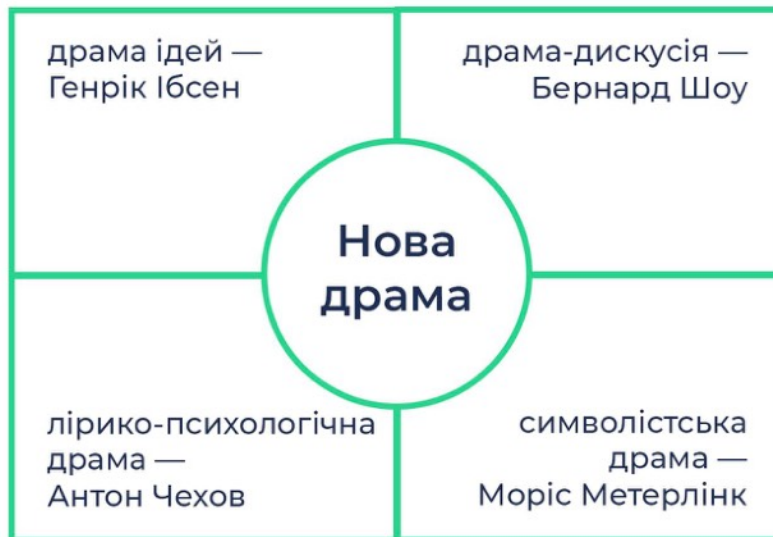 драма ідей —
Генрік Ібсен
драма-дискусія —
Бернард Шоу
Нова
драма
лірико-психологічна
драма —
Антон Чехов
символістська
драма —
Моріс Метерлінк